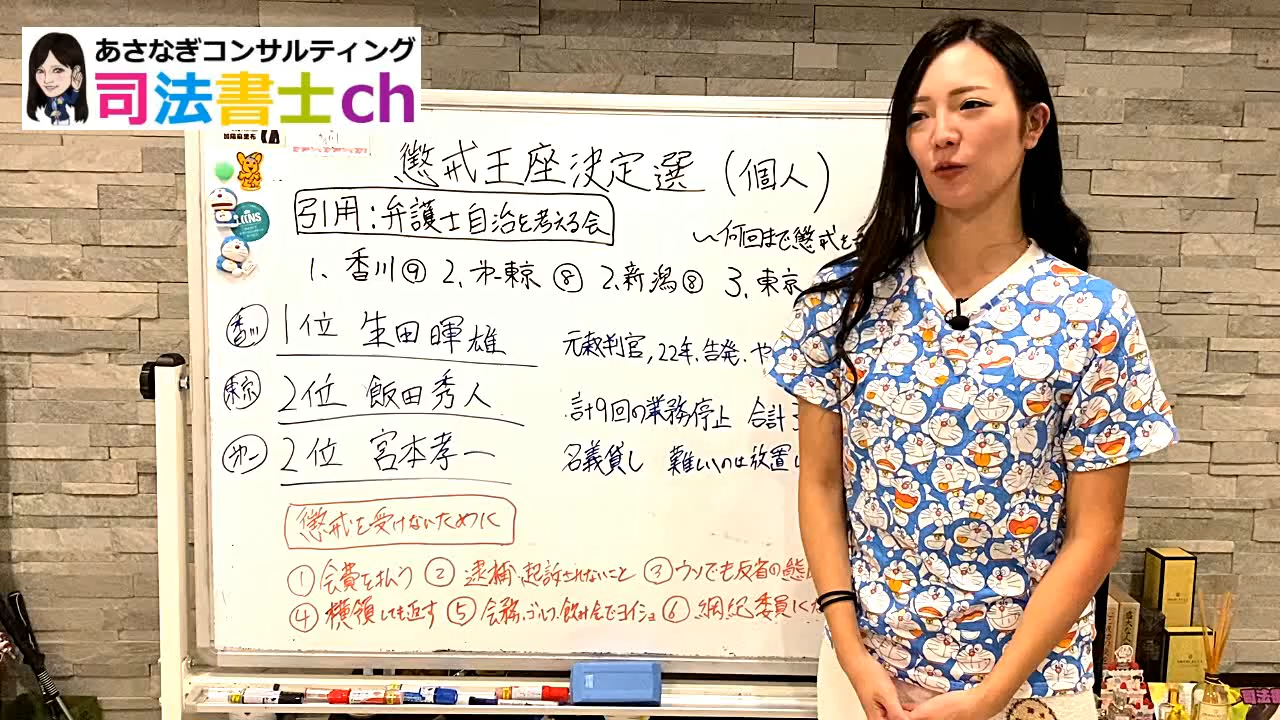 あさなぎコンサルティング
司法書士ch
懲戒王座決定選(個人)
引用:弁護士自治を考える会
〜何回まで懲戒を
1、香川⑨ 2、㐧一東京⑧ 2、新潟⑧ 3、東京
香川 1位 生田暉雄 元裁判官,22年、告発、や
東京 2位 飯田秀人 計9回の業務停止 合計
㐧一 2位 宮本孝一 名義貸し 難しいのは放置
懲戒を受けないために
① 会費を払う ② 逮捕、起訴されないこと ③ウソでも反省の態度
④ 横領しても返す ⑤ 会務、ゴルフ、飲み会でヨイショ ⑥ 綱紀委員に